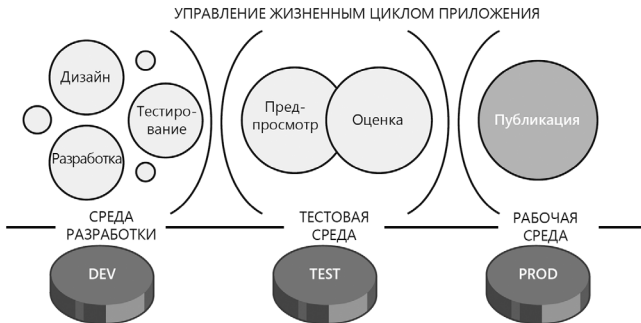 УПРАВЛЕНИЕ ЖИЗНЕННЫМ ЦИКЛОМ ПРИЛОЖЕНИЯ
Дизайн
Тестиро-
вание
Разработка
Пред-
просмотр
Оценка
Публикация
СРЕДА
РАЗРАБОТКИ
ТЕСТОВАЯ
СРЕДА
РАБОЧАЯ
СРЕДА
DEV
TEST
PROD